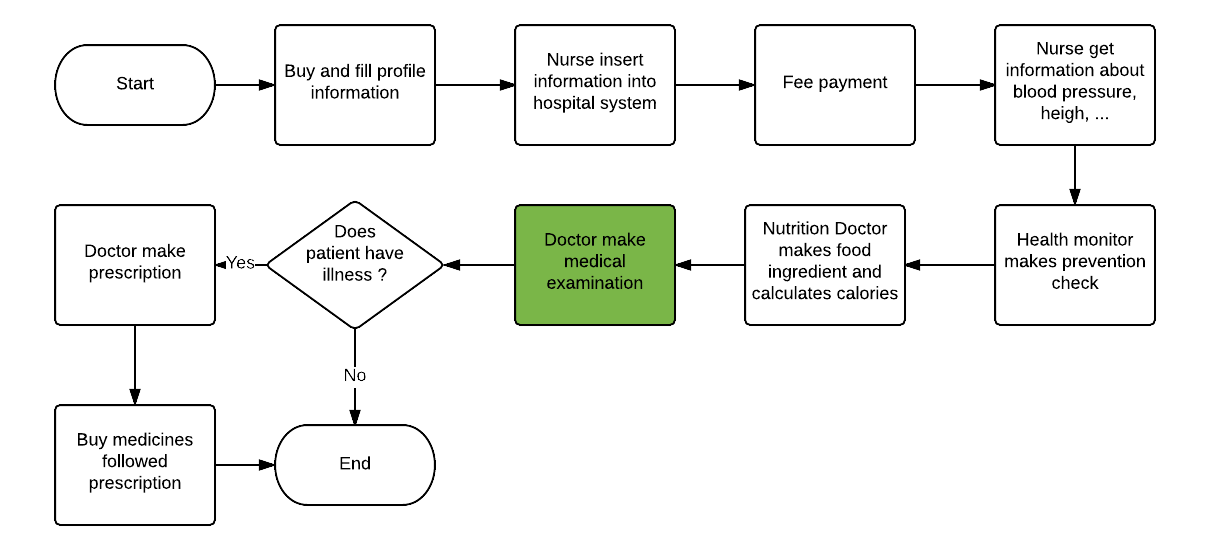 Start
Buy and fill profile
information
Nurse insert
information into
hospital system
Fee payment
Nurse get
information about
blood pressure,
heigh, ...
Health monitor
makes prevention
check
Nutrition Doctor
makes food
ingredient and
calculates calories
Doctor make
medical
examination
Does
patient have
illness ?
Yes
Doctor make
prescription
No
Buy medicines
followed
prescription
End